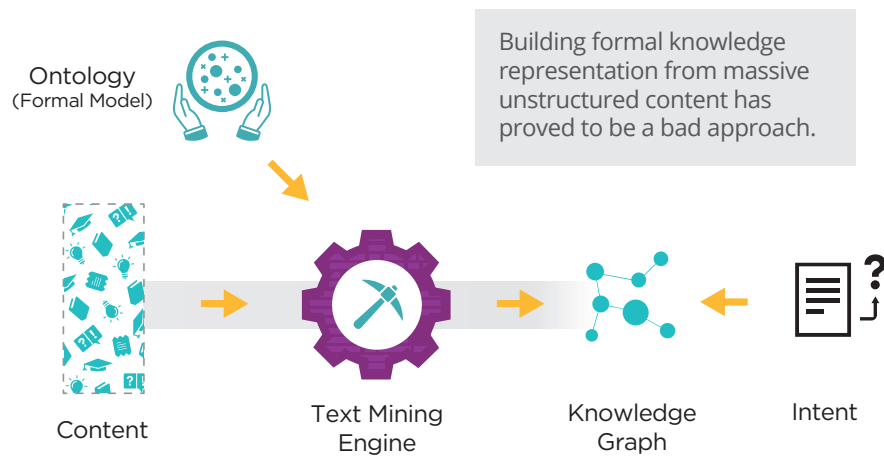 Ontology
(Formal Model)
Building formal knowledge
representation from massive
unstructured content has
proved to be a bad approach.
?!
?!
?!
?
?
Content
Text Mining
Engine
Knowledge
Graph
Intent